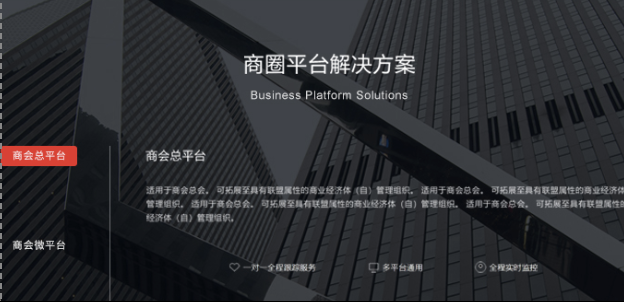 商圈平台解决方案
Business Platform Solutions
商会总平台
商会总平台
适用于商会总会。 可拓展至具有联盟属性的商业经济体（自）管理组织。 适用于商会总会。 可拓展至具有联盟属性的商业经济体
管理组织。 适用于商会总会。 可拓展至具有联盟属性的商业经济体（自）管理组织。 适用于商会总会。 可拓展至具有联盟属性的
经济体（自）管理组织。
商会微平台
一对一全程跟踪服务
多平台通用
全程实时监控